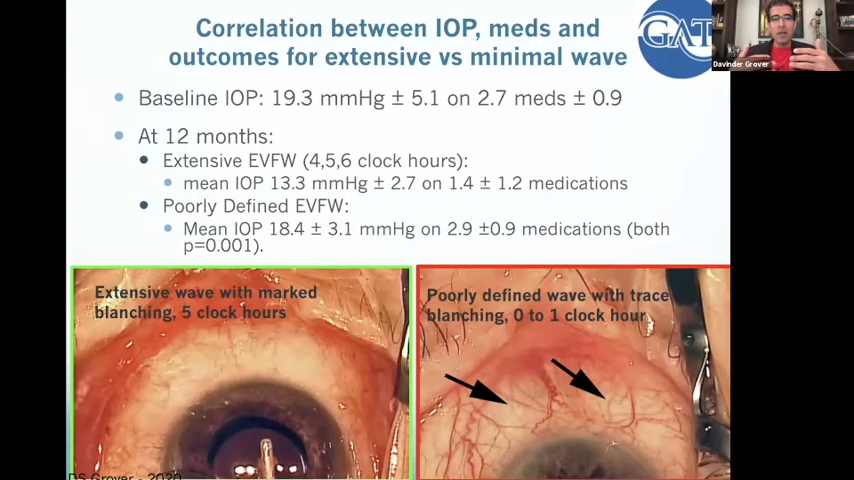 Correlation between IOP, meds and
outcomes for extensive vs minimal wave
GAT
Davinder Grover
Baseline IOP: 19.3 mmHg ± 5.1 on 2.7 meds ± 0.9
At 12 months:
Extensive EVFW (4,5,6 clock hours):
mean IOP 13.3 mmHg ± 2.7 on 1.4 ± 1.2 medications
Poorly Defined EVFW:
Mean IOP 18.4 ± 3.1 mmHg on 2.9 ±0.9 medications (both
p=0.001).
Extensive wave with marked
blanching, 5 clock hours
Poorly defined wave with trace
blanching, 0 to 1 clock hour
DS Grover - 2020